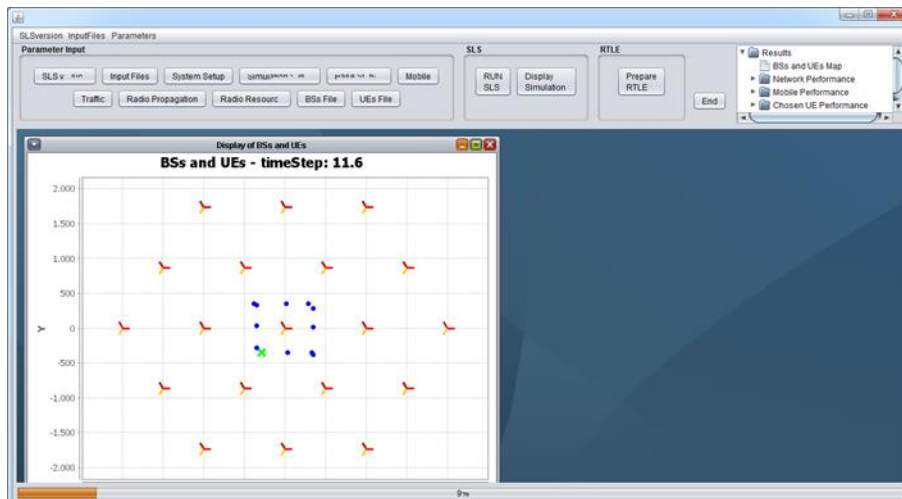 SLSversion InputFiles Parameters
Parameter Input
SLS
RTLE
Input Files
System Setup
Mobile
Traffic
Radio Propagation
Radio Resourc
BSs File
UEs File
RUN
SLS
Display
Simulation
Prepare
RTLE
End
Results
BSs and UEs Map
Network Performance
Mobile Performance
Chosen UE Performance
Display of BSs and UEs
BSs and UEs - timeStep: 11.6
2.000
1.500
1.000
500
0
-500
-1.000
-1.500
-2.000
Y
9%